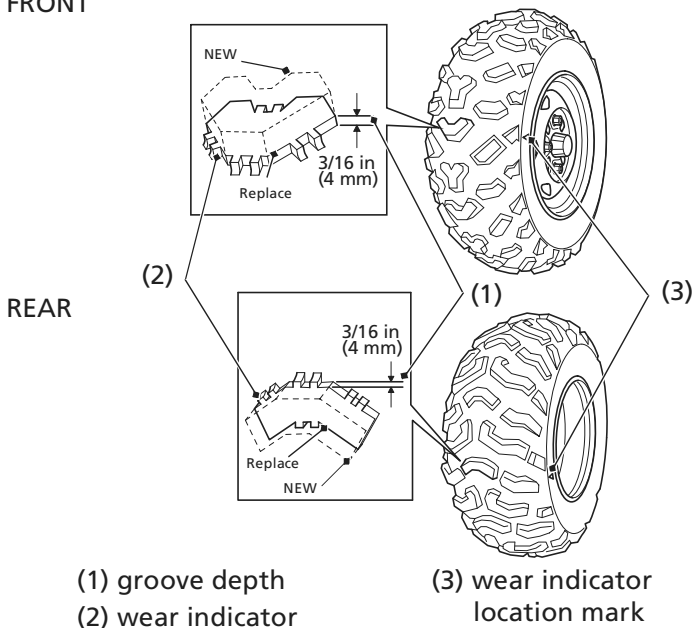 FRONT
NEW
3/16 in
(4 mm)
Replace
(2)
(1)
(3)
REAR
3/16 in
(4 mm)
Replace
NEW
(1) groove depth
(2) wear indicator
(3) wear indicator
location mark